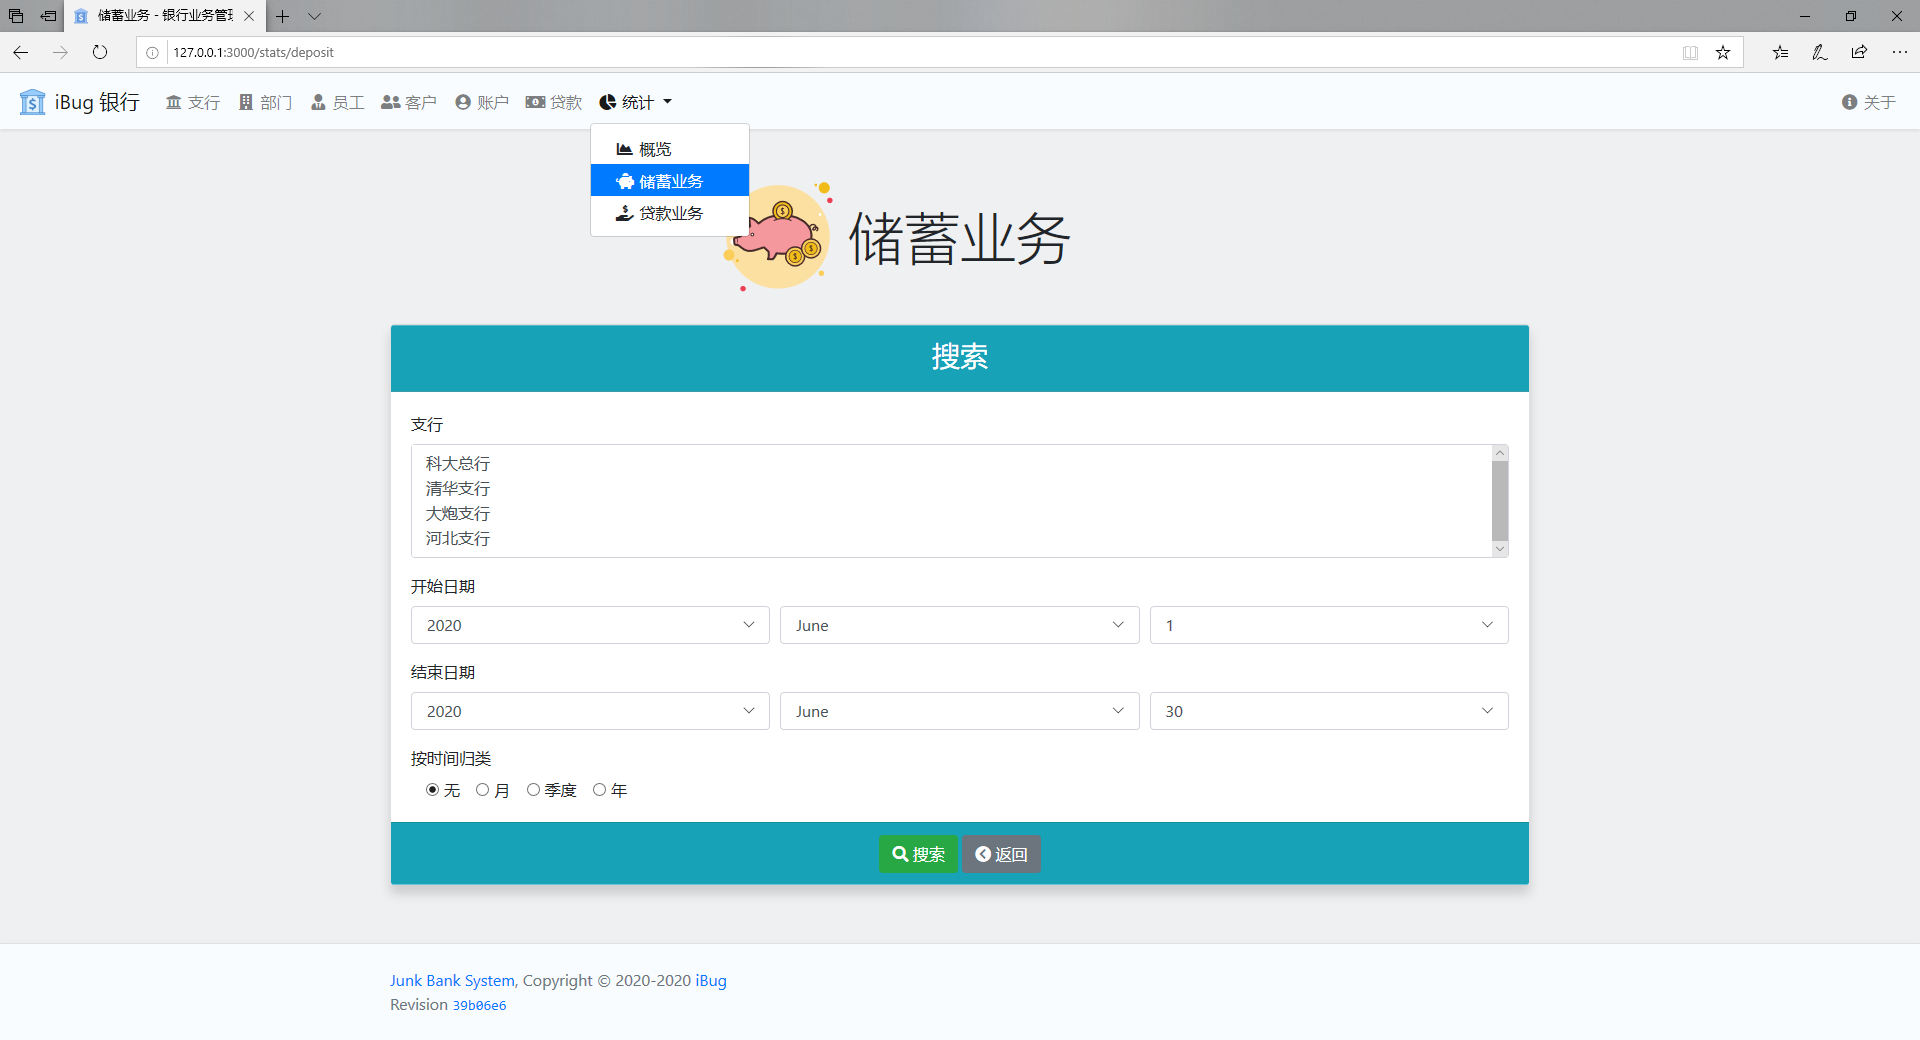 储蓄业务 - 银行业务管理
127.0.0.1:3000/stats/deposit
iBug 银行 支行 部门 员工 客户 账户 贷款 统计 关于
概览
储蓄业务
贷款业务
储蓄业务
搜索
支行
科大总行
清华支行
大炮支行
河北支行
开始日期
2020 June 1
结束日期
2020 June 30
按时间归类
无 月 季度 年
搜索 返回
Junk Bank System, Copyright © 2020-2020 iBug
Revision 39b06e6